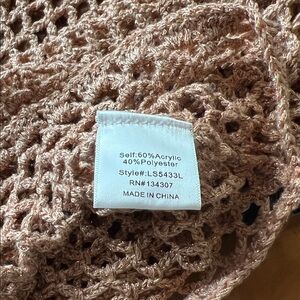 Self:60%Acrylic
40%Polyester
Style#:LS5433L
RN#134307
MADE IN CHINA